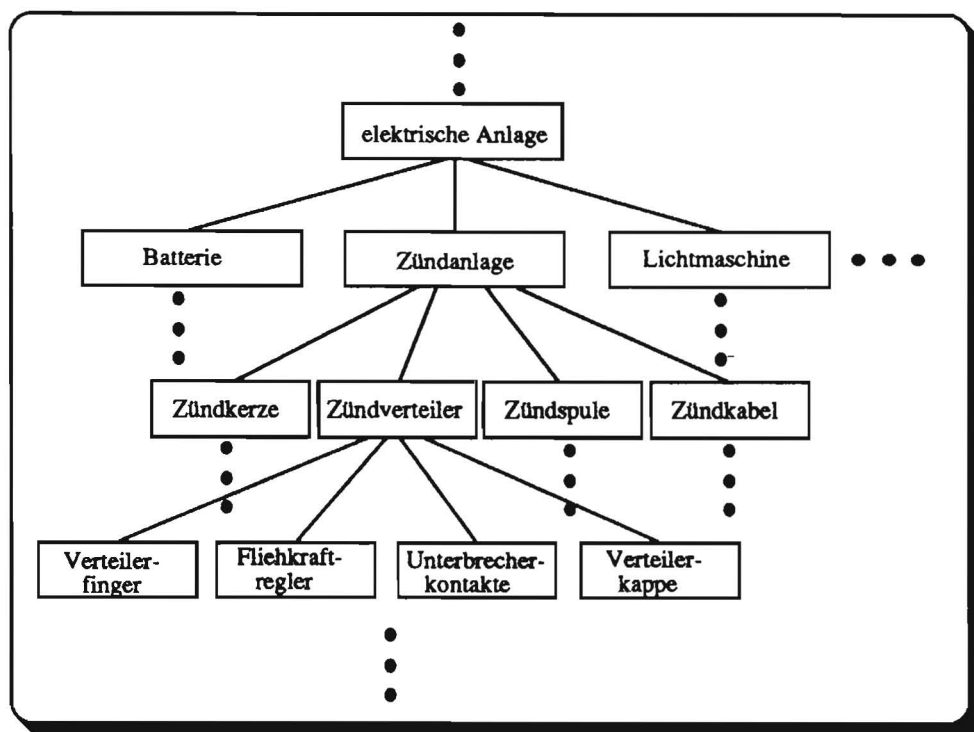 elektrische Anlage
Batterie
Zündanlage
Lichtmaschine
Zündkerze
Zündverteiler
Zündspule
Zündkabel
Verteiler-
finger
Fliehkraft-
regler
Unterbrecher-
kontakte
Verteiler-
kappe